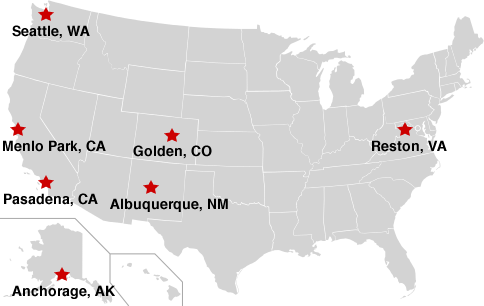 Seattle, WA
Menlo Park, CA
Golden, CO
Reston, VA
Pasadena, CA
Albuquerque, NM
Anchorage, AK